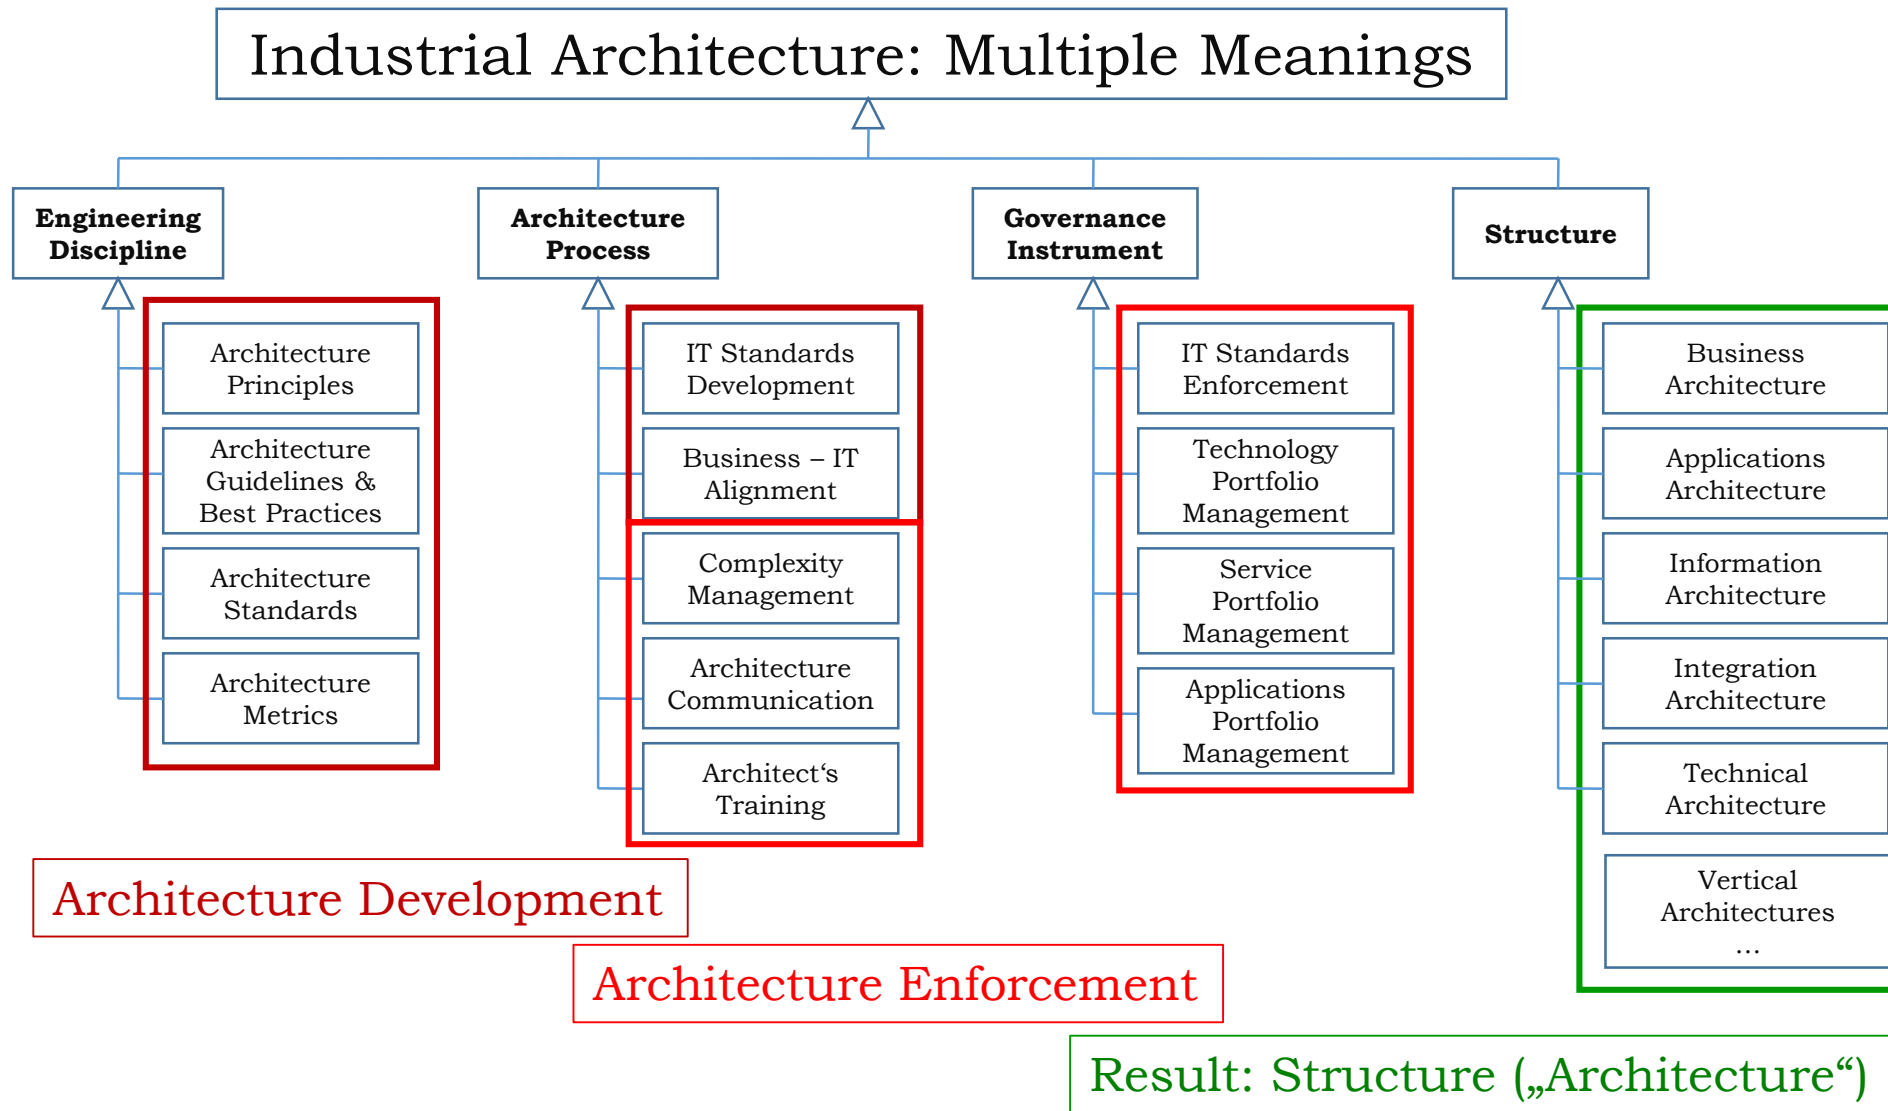 Industrial Architecture: Multiple Meanings
Engineering
Discipline
Architecture
Process
Governance
Instrument
Structure
Architecture
Principles
Architecture
Guidelines &
Best Practices
Architecture
Standards
Architecture
Metrics
IT Standards
Development
Business – IT
Alignment
Complexity
Management
Architecture
Communication
Architect‘s
Training
IT Standards
Enforcement
Technology
Portfolio
Management
Service
Portfolio
Management
Applications
Portfolio
Management
Business
Architecture
Applications
Architecture
Information
Architecture
Integration
Architecture
Technical
Architecture
Vertical
Architectures
...
Architecture Development
Architecture Enforcement
Result: Structure („Architecture“)